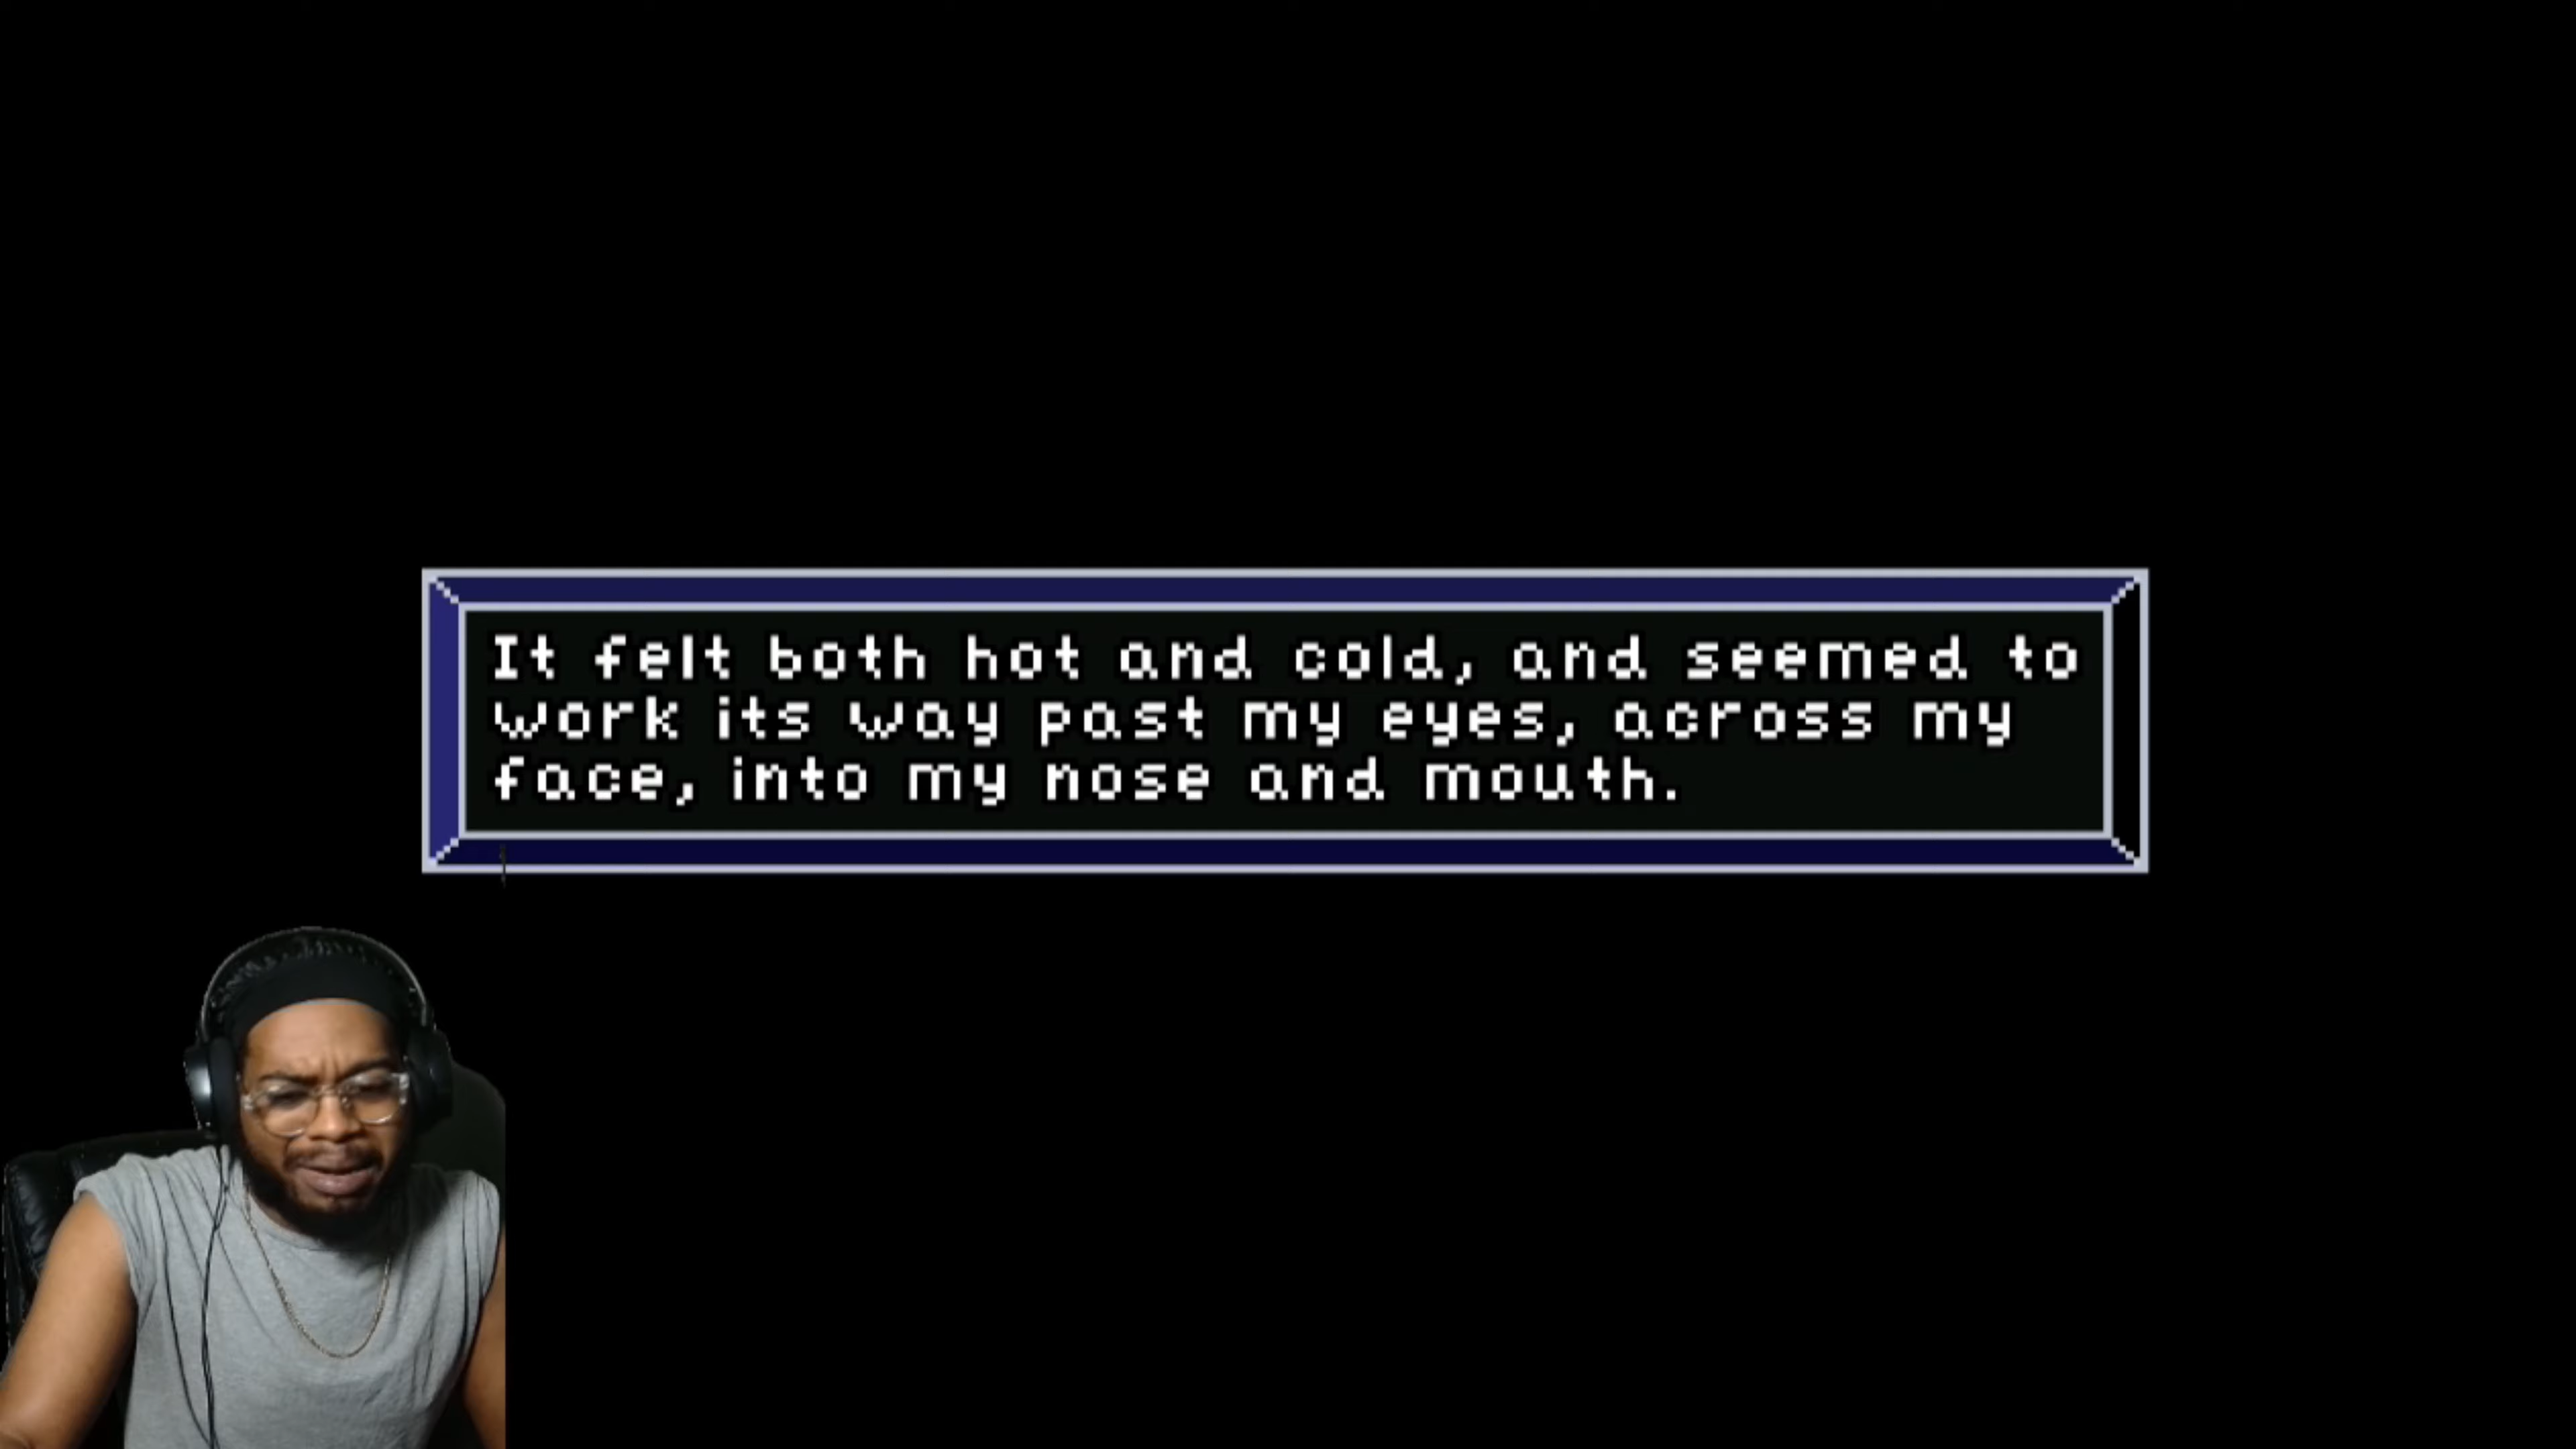 It felt both hot and cold, and seemed to
work its way past my eyes, across my
face, into my nose and mouth.